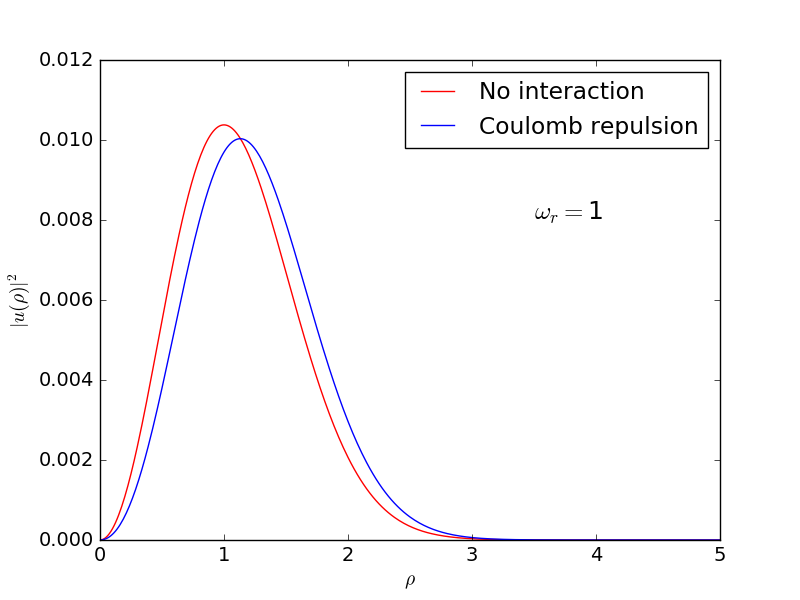 0.012
No interaction
Coulomb repulsion
0.010
ω_r = 1
0.008
|u(ρ)|²
0.006
0.004
0.002
0.000
0 1 2 3 4 5
ρ